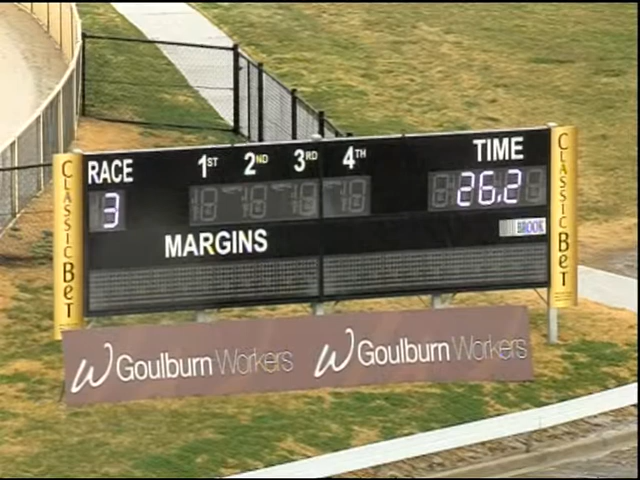 RACE 1ST 2ND 3RD 4TH TIME
3 26.2
MARGINS
BROOK
CLASSIC BET
CLASSIC BET
W Goulburn Workers W Goulburn Workers